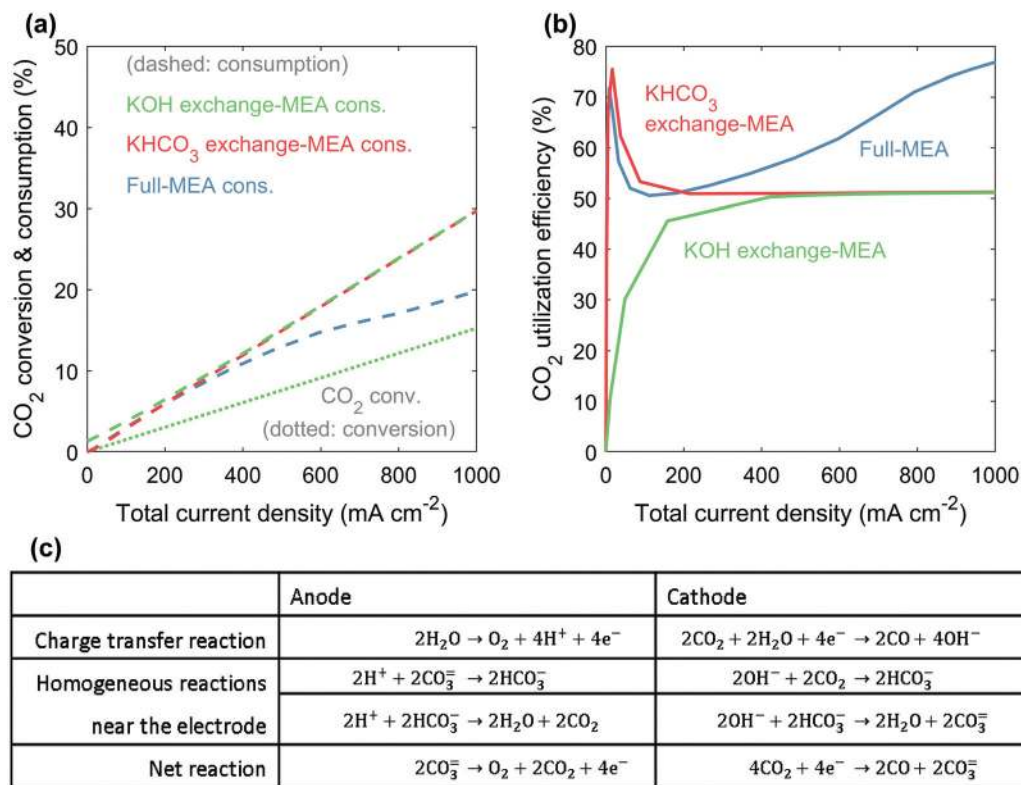 (a)
50
40
30
20
10
0
CO₂ conversion & consumption (%)
(dashed: consumption)
KOH exchange-MEA cons.
KHCO₃ exchange-MEA cons.
Full-MEA cons.
CO₂ conv.
(dotted: conversion)
0 200 400 600 800 1000
Total current density (mA cm⁻²)
(b)
80
70
60
50
40
30
20
10
0
CO₂ utilization efficiency (%)
KHCO₃
exchange-MEA
Full-MEA
KOH exchange-MEA
0 200 400 600 800 1000
Total current density (mA cm⁻²)
(c)
Anode Cathode
Charge transfer reaction 2H₂O → O₂ + 4H⁺ + 4e⁻ 2CO₂ + 2H₂O + 4e⁻ → 2CO + 4OH⁻
Homogeneous reactions 2H⁺ + 2CO₃⁼ → 2HCO₃⁻ 2OH⁻ + 2CO₂ → 2HCO₃⁻
near the electrode 2H⁺ + 2HCO₃⁻ → 2H₂O + 2CO₂ 2OH⁻ + 2HCO₃⁻ → 2H₂O + 2CO₃⁼
Net reaction 2CO₃⁼ → O₂ + 2CO₂ + 4e⁻ 4CO₂ + 4e⁻ → 2CO + 2CO₃⁼